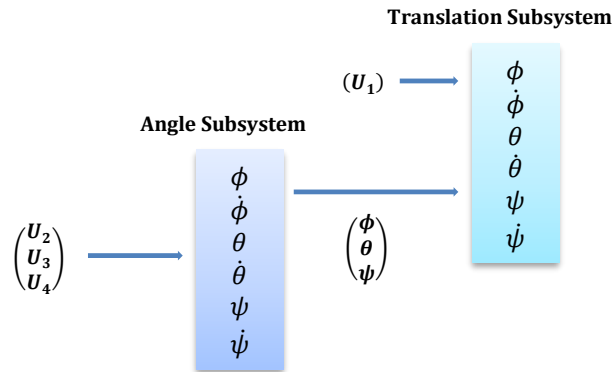 Translation Subsystem
(U₁)
ϕ
ϕ̇
θ
θ̇
ψ
ψ̇
Angle Subsystem
ϕ
ϕ̇
θ
θ̇
ψ
ψ̇
U₂
U₃
U₄
ϕ
θ
ψ